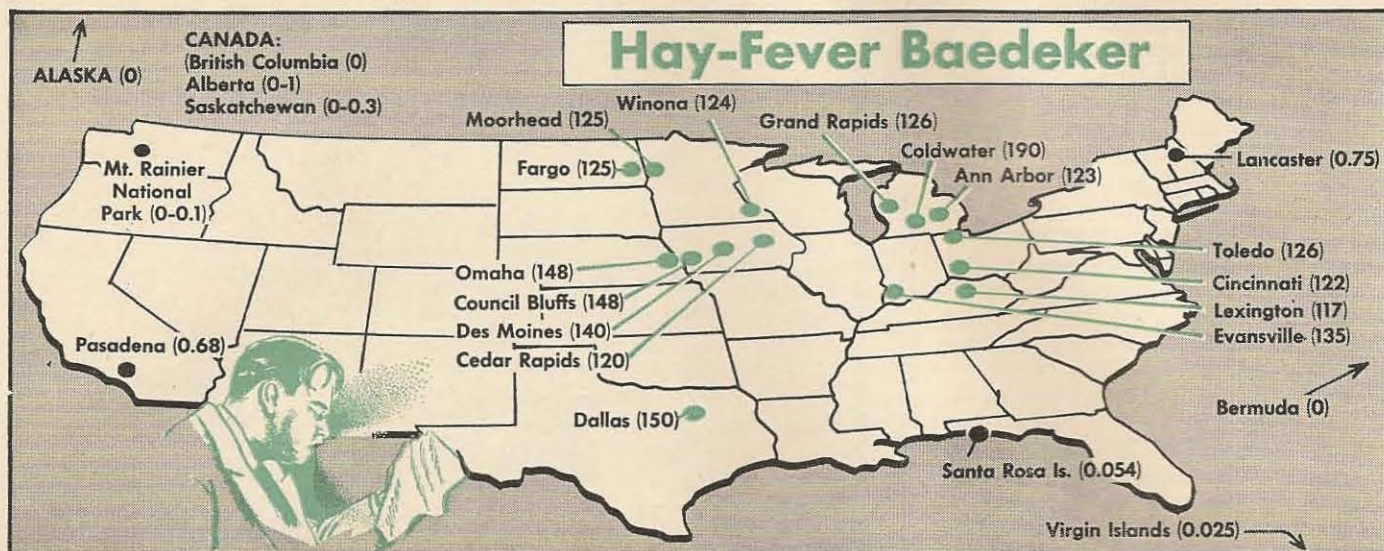 Hay-Fever Baedeker
ALASKA (0)
CANADA:
(British Columbia (0)
Alberta (0-1)
Saskatchewan (0-0.3)
Winona (124)
Moorhead (125)
Grand Rapids (126)
Coldwater (190)
Fargo (125)
Ann Arbor (123)
Lancaster (0.75)
Mt. Rainier
National
Park (0-0.1)
Toledo (126)
Omaha (148)
Cincinnati (122)
Council Bluffs (148)
Lexington (117)
Des Moines (140)
Evansville (135)
Pasadena (0.68)
Cedar Rapids (120)
Bermuda (0)
Dallas (150)
Santa Rosa Is. (0.054)
Virgin Islands (0.025)